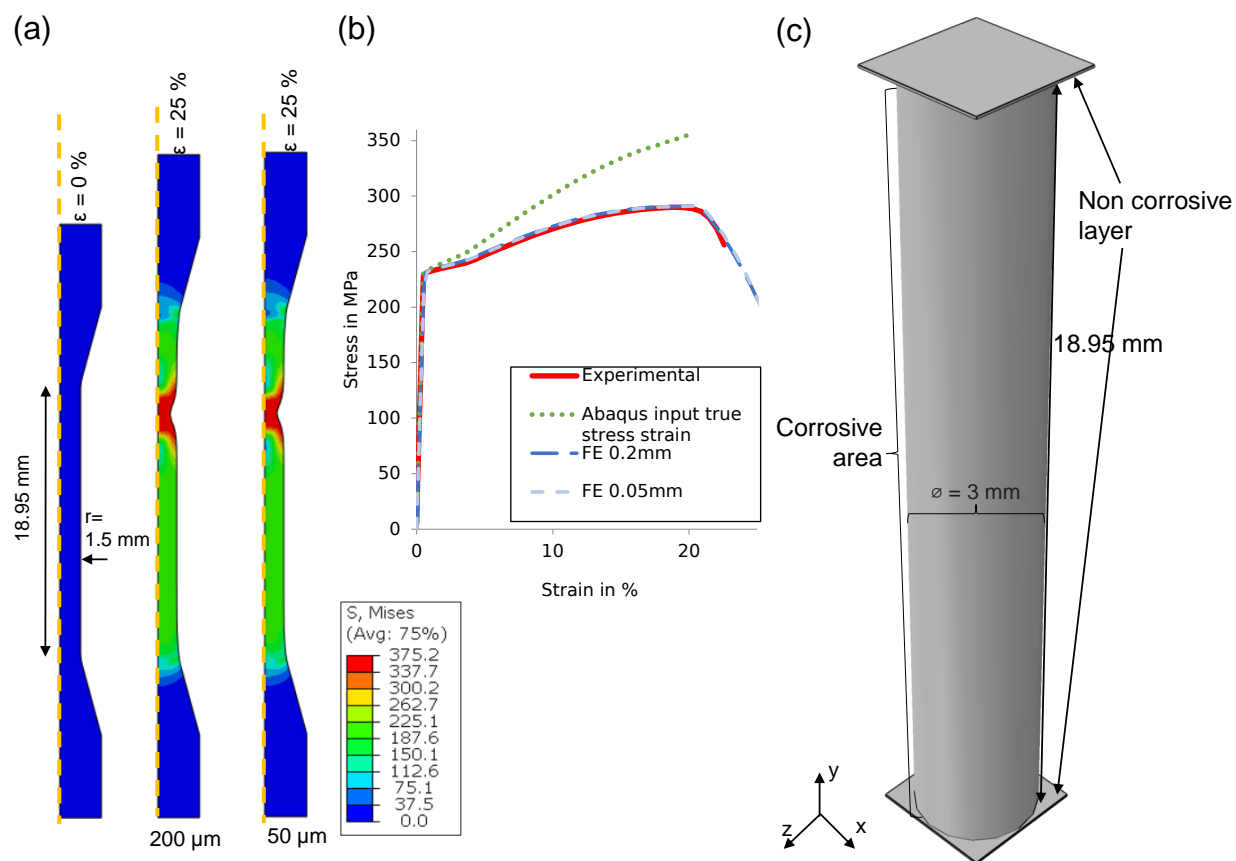 (a)
ε = 0 %
ε = 25 %
ε = 25 %
18.95 mm
r=
1.5 mm
200 µm
50 µm
(b)
Stress in MPa
350
300
250
200
150
100
50
0
0
10
20
Strain in %
Experimental
Abaqus input true
stress strain
FE 0.2mm
FE 0.05mm
S, Mises
(Avg: 75%)
375.2
337.7
300.2
262.7
225.1
187.6
150.1
112.6
75.1
37.5
0.0
(c)
Non corrosive
layer
18.95 mm
Corrosive
area
⌀ = 3 mm
y
z
x